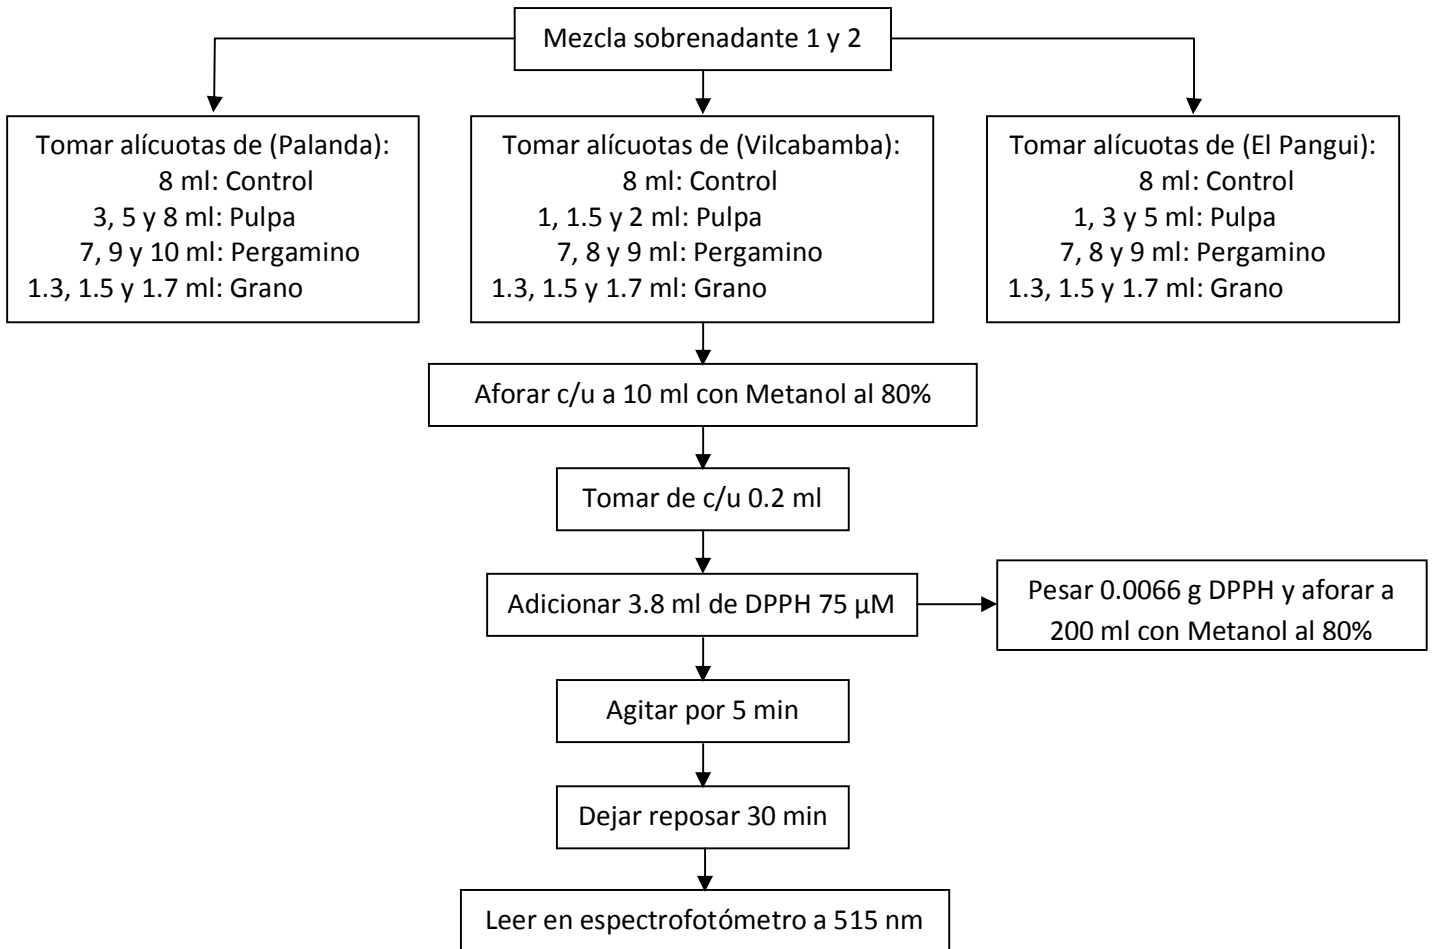 Mezcla sobrenadante 1 y 2
Tomar alícuotas de (Palanda):
8 ml: Control
3, 5 y 8 ml: Pulpa
7, 9 y 10 ml: Pergamino
1.3, 1.5 y 1.7 ml: Grano
Tomar alícuotas de (Vilcabamba):
8 ml: Control
1, 1.5 y 2 ml: Pulpa
7, 8 y 9 ml: Pergamino
1.3, 1.5 y 1.7 ml: Grano
Tomar alícuotas de (El Pangui):
8 ml: Control
1, 3 y 5 ml: Pulpa
7, 8 y 9 ml: Pergamino
1.3, 1.5 y 1.7 ml: Grano
Aforar c/u a 10 ml con Metanol al 80%
Tomar de c/u 0.2 ml
Adicionar 3.8 ml de DPPH 75 µM
Pesar 0.0066 g DPPH y aforar a
200 ml con Metanol al 80%
Agitar por 5 min
Dejar reposar 30 min
Leer en espectrofotómetro a 515 nm